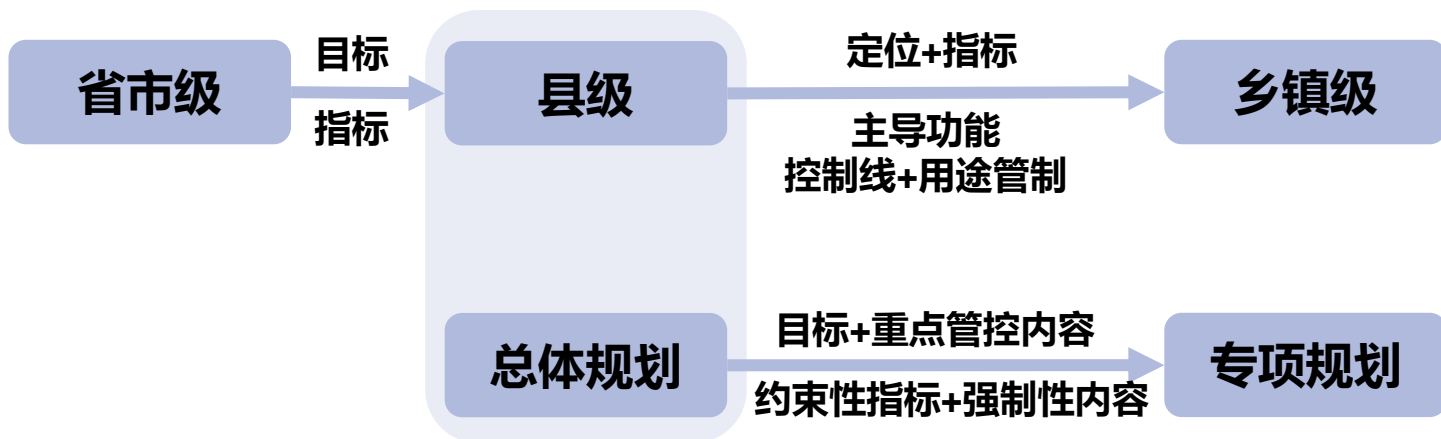 省市级
目标
指标
县级
定位+指标
主导功能
控制线+用途管制
乡镇级
总体规划
目标+重点管控内容
约束性指标+强制性内容
专项规划